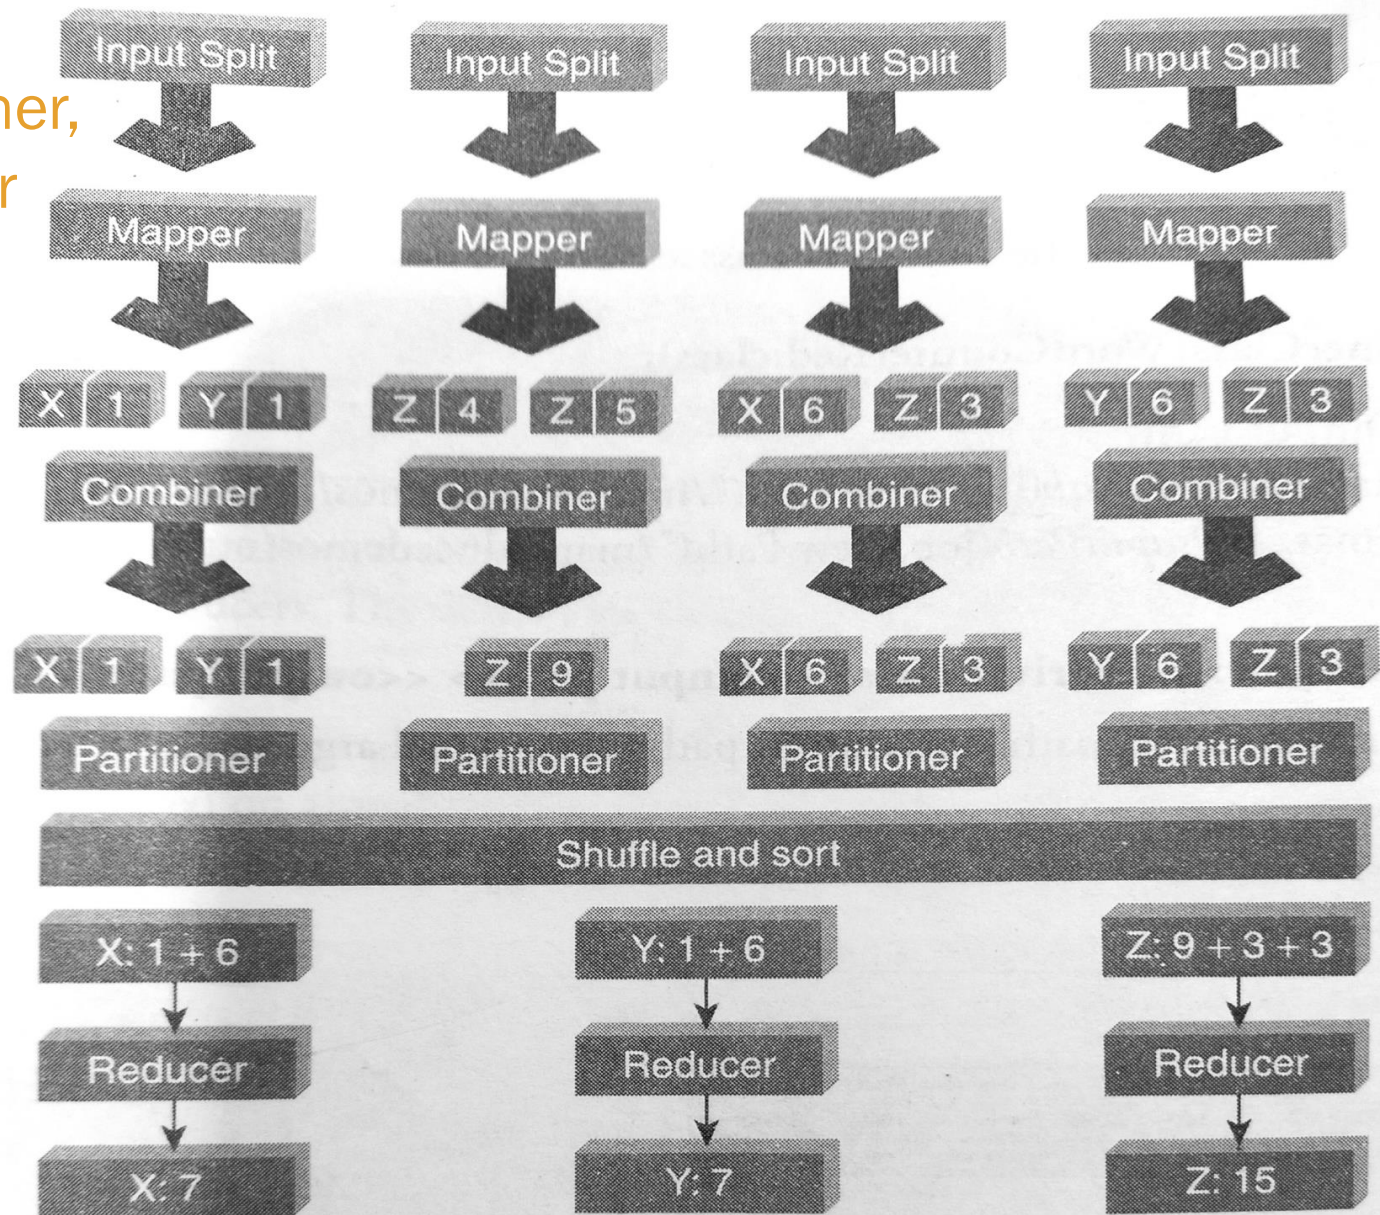 Input Split Input Split Input Split Input Split
ner,
r
Mapper Mapper Mapper Mapper
X 1 Y 1 Z 4 Z 5 X 6 Z 3 Y 6 Z 3
Combiner Combiner Combiner Combiner
X 1 Y 1 Z 9 X 6 Z 3 Y 6 Z 3
Partitioner Partitioner Partitioner Partitioner
Shuffle and sort
X: 1 + 6 Y: 1 + 6 Z: 9 + 3 + 3
Reducer Reducer Reducer
X: 7 Y: 7 Z: 15